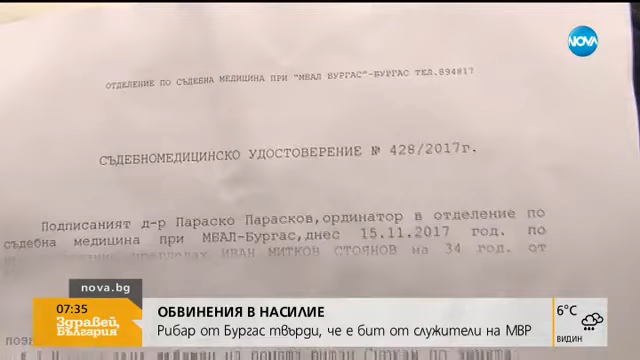 NOVA
ОТДЕЛЕНИЕ ПО СЪДЕБНА МЕДИЦИНА ПРИ "МБАЛ БУРГАС"-БУРГАС ТЕЛ.894817
СЪДЕБНОМЕДИЦИНСКО УДОСТОВЕРЕНИЕ № 428/2017г.
Подписаният д-р Параско Парасков, ординатор в отделение по
съдебна медицина при МБАЛ-Бургас, днес 15.11.2017 год. по
прегледах ИВАН МИТКОВ СТОЯНОВ на 34 год. от
nova.bg
07:35
Здравей,
България
ОБВИНЕНИЯ В НАСИЛИЕ
Рибар от Бургас твърди, че е бит от служители на МВР
6°C
ВИДИН